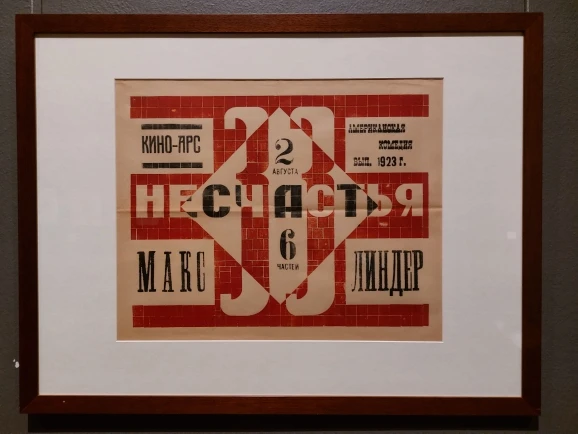 КИНО-АРС
33
2
АВГУСТА
АМЕРИКАНСКАЯ
КОМЕДИЯ
ВЫП. 1923 г.
НЕСЧАСТЬЯ
6
ЧАСТЕЙ
МАКС
ЛИНДЕР